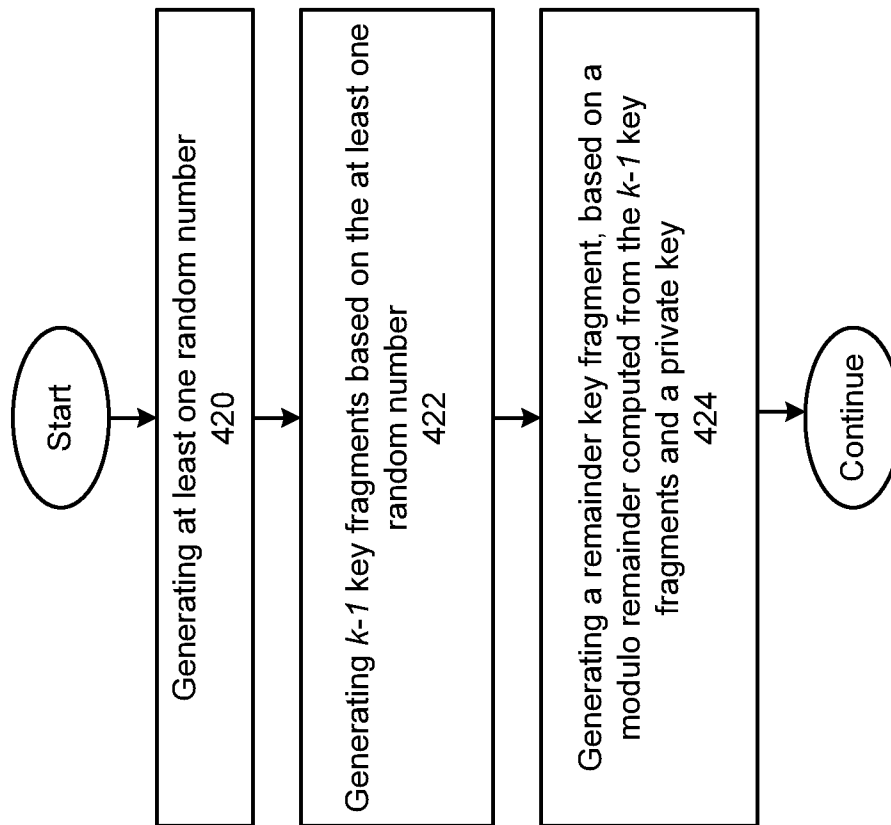 Start
Generating at least one random number
420
Generating k-1 key fragments based on the at least one
random number
422
Generating a remainder key fragment, based on a
modulo remainder computed from the k-1 key
fragments and a private key
424
Continue